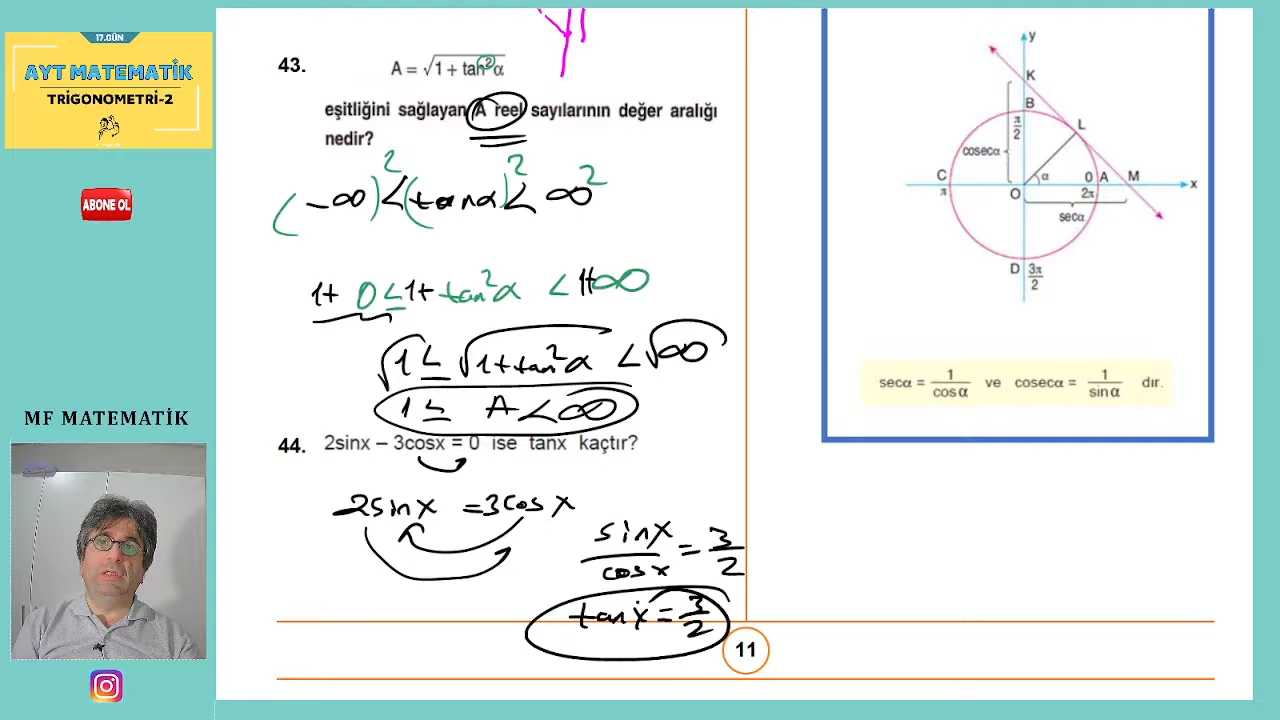 17.GÜN
AYT MATEMATİK
TRİGONOMETRİ-2
ABONE OL
MF MATEMATİK
43. A = √(1 + tan²α)
eşitliğini sağlayan A reel sayılarının değer aralığı
nedir?
(-∞)² < (tanα)² < ∞²
1+ 0 ≤ 1+ tan²α < 1+∞
√1 ≤ √(1+tan²α) < √∞
1 ≤ A < ∞
44. 2sinx – 3cosx = 0 ise tanx kaçtır?
2sinx = 3cosx
sinx/cosx = 3/2
tanx = 3/2
11
y
K
B
π/2
L
cosecα
C
π
α
0
A
M
x
O
2π
secα
D
3π/2
secα = 1/cosα ve cosecα = 1/sinα dır.